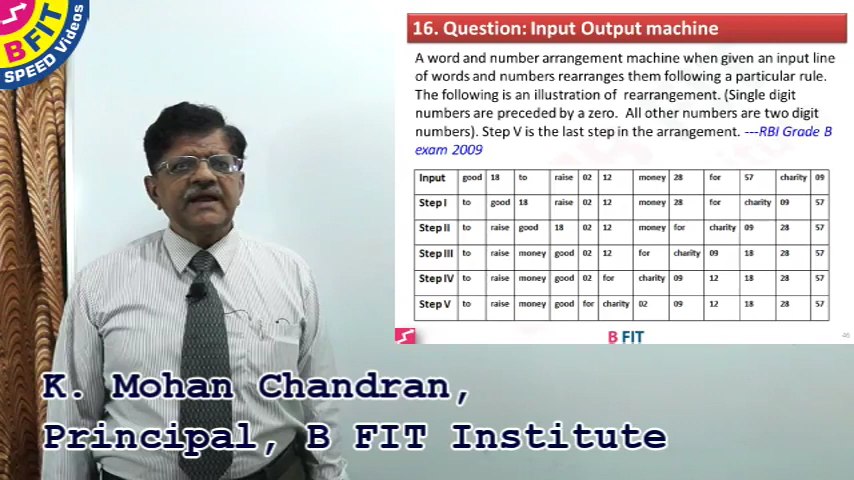 BFIT
SPEED Videos
16. Question: Input Output machine
A word and number arrangement machine when given an input line
of words and numbers rearranges them following a particular rule.
The following is an illustration of rearrangement. (Single digit
numbers are preceded by a zero. All other numbers are two digit
numbers). Step V is the last step in the arrangement. ---RBI Grade B
exam 2009
Input good 18 to raise 02 12 money 28 for 57 charity 09
Step I to good 18 raise 02 12 money 28 for charity 09 57
Step II to raise good 18 02 12 money for charity 09 28 57
Step III to raise money good 02 12 for charity 09 18 28 57
Step IV to raise money good 02 for charity 09 12 18 28 57
Step V to raise money good for charity 02 09 12 18 28 57
B FIT
46
K. Mohan Chandran,
Principal, B FIT Institute